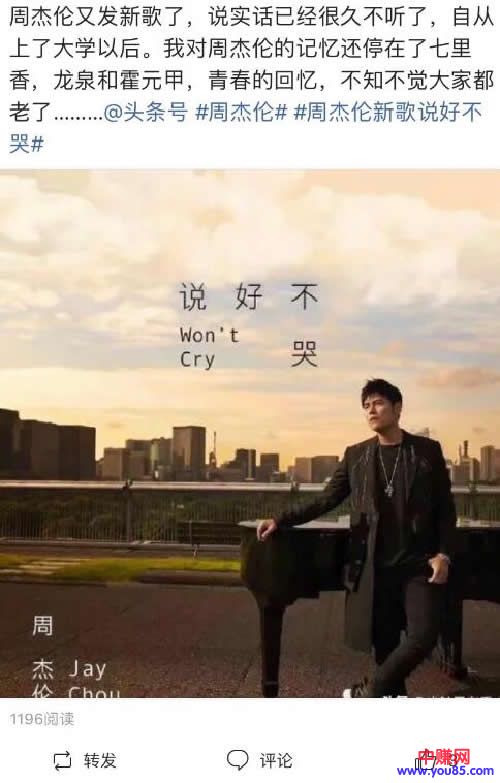 周杰伦又发新歌了，说实话已经很久不听了，自从
上了大学以后。我对周杰伦的记忆还停在了七里
香，龙泉和霍元甲，青春的回忆，不知不觉大家都
老了………@头条号 #周杰伦# #周杰伦新歌说好不
哭#
说好不
Won't
Cry 哭
周
杰 Jay
伦 Chou
1196阅读
转发 评论
中赚网
www.you85.com